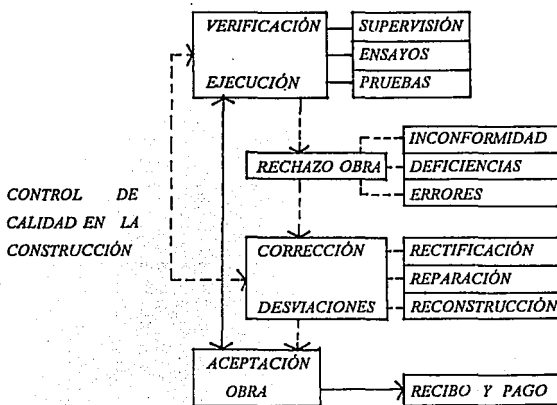 VERIFICACIÓN
EJECUCIÓN
SUPERVISIÓN
ENSAYOS
PRUEBAS
RECHAZO OBRA
INCONFORMIDAD
DEFICIENCIAS
ERRORES
CONTROL DE
CALIDAD EN LA
CONSTRUCCIÓN
CORRECCIÓN
DESVIACIONES
RECTIFICACIÓN
REPARACIÓN
RECONSTRUCCIÓN
ACEPTACIÓN
OBRA
RECIBO Y PAGO